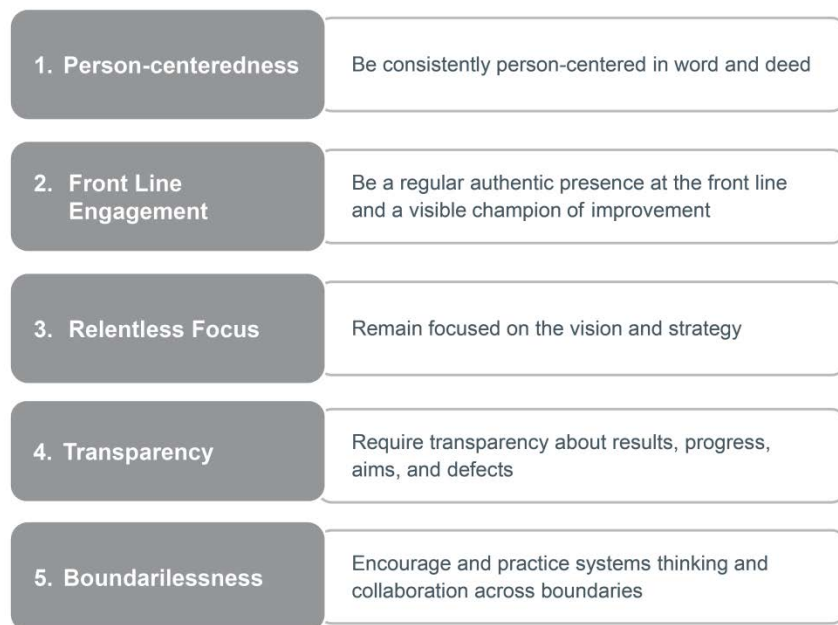 1. Person-centeredness
Be consistently person-centered in word and deed
2. Front Line
Engagement
Be a regular authentic presence at the front line
and a visible champion of improvement
3. Relentless Focus
Remain focused on the vision and strategy
4. Transparency
Require transparency about results, progress,
aims, and defects
5. Boundarilessness
Encourage and practice systems thinking and
collaboration across boundaries